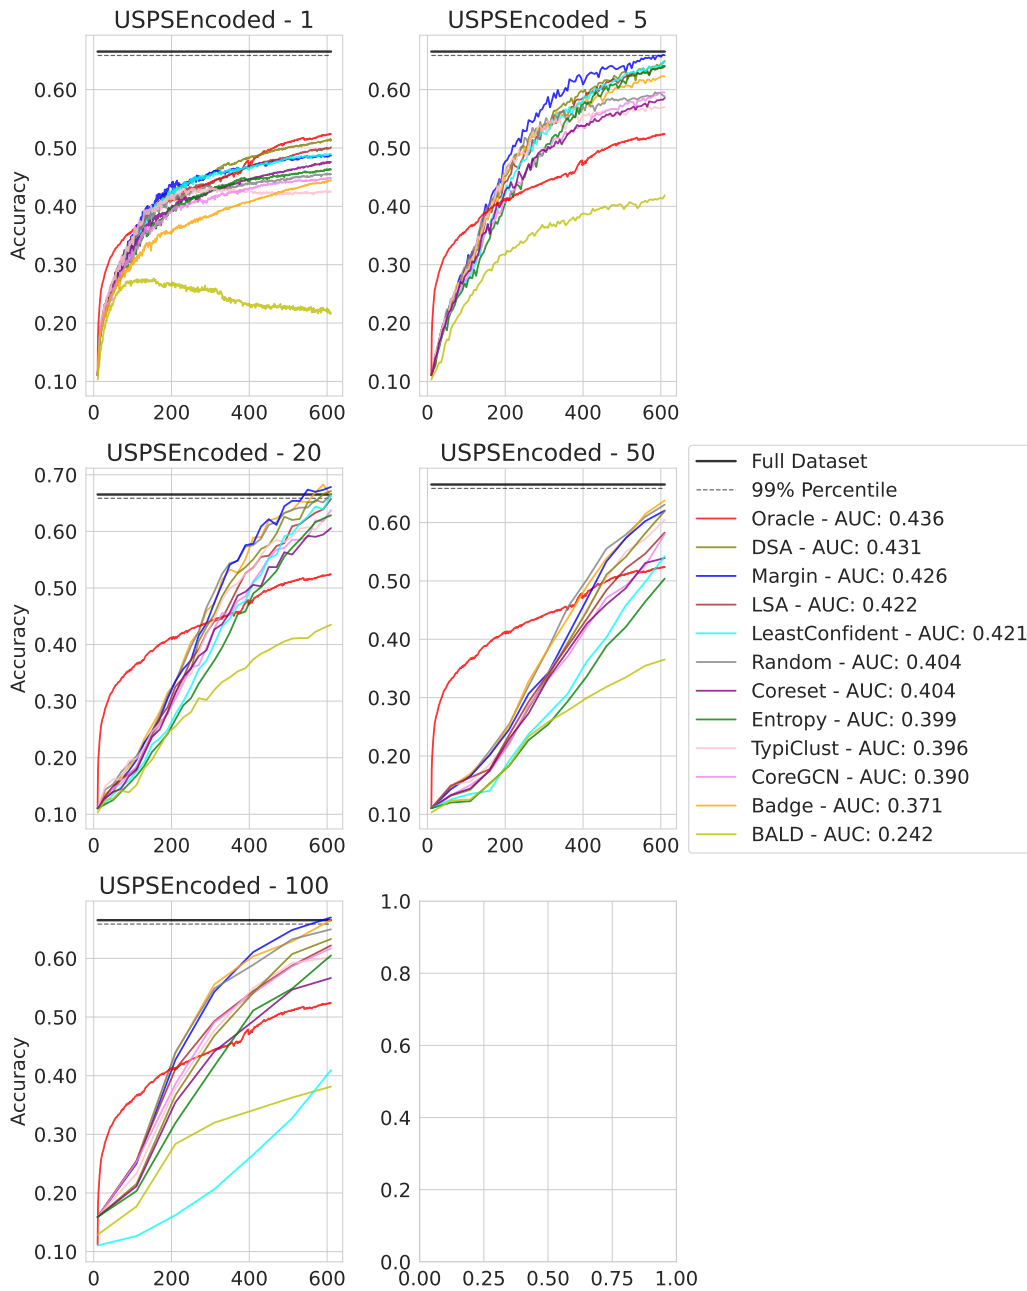 USPSEncoded - 1
USPSEncoded - 5
Accuracy
0.60
0.50
0.40
0.30
0.20
0.10
0 200 400 600
0.60
0.50
0.40
0.30
0.20
0.10
0 200 400 600
USPSEncoded - 20
USPSEncoded - 50
Accuracy
0.70
0.60
0.50
0.40
0.30
0.20
0.10
0 200 400 600
0.60
0.50
0.40
0.30
0.20
0.10
0 200 400 600
Full Dataset
99% Percentile
Oracle - AUC: 0.436
DSA - AUC: 0.431
Margin - AUC: 0.426
LSA - AUC: 0.422
LeastConfident - AUC: 0.421
Random - AUC: 0.404
Coreset - AUC: 0.404
Entropy - AUC: 0.399
TypiClust - AUC: 0.396
CoreGCN - AUC: 0.390
Badge - AUC: 0.371
BALD - AUC: 0.242
USPSEncoded - 100
Accuracy
0.60
0.50
0.40
0.30
0.20
0.10
0 200 400 600
1.0
0.8
0.6
0.4
0.2
0.0
0.00 0.25 0.50 0.75 1.00